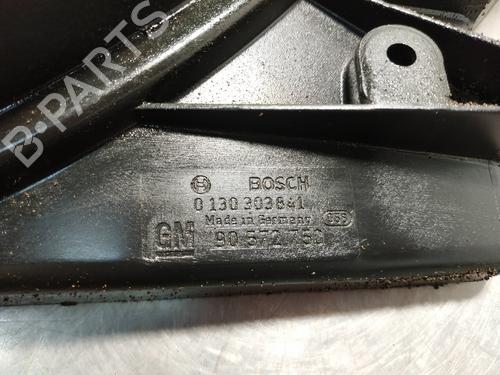 B-PARTS
BOSCH
0 130 303 841
Made in Germany
GM 90 572 753